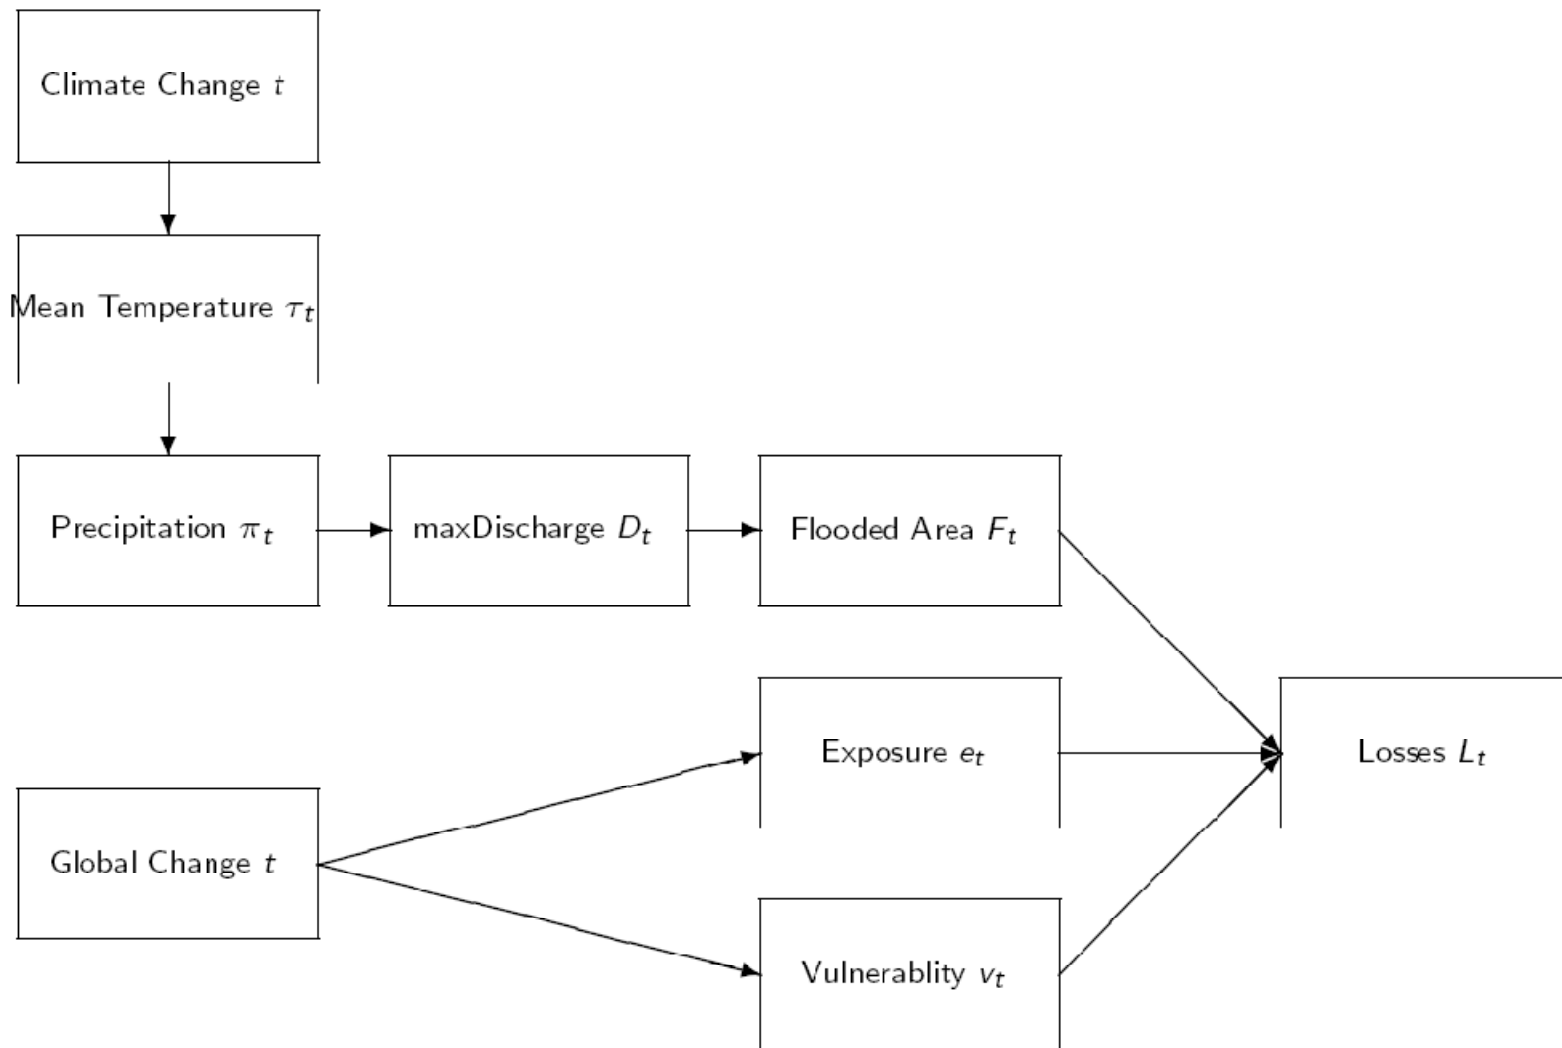 Climate Change t
Mean Temperature τt
Precipitation πt
maxDischarge Dt
Flooded Area Ft
Exposure et
Losses Lt
Global Change t
Vulnerablity vt